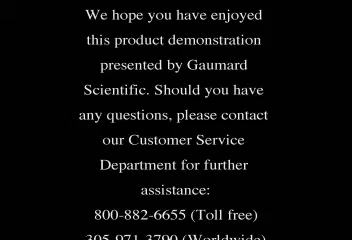 We hope you have enjoyed
this product demonstration
presented by Gaumard
Scientific. Should you have
any questions, please contact
our Customer Service
Department for further
assistance:
800-882-6655 (Toll free)
305-971-3790 (Worldwide)